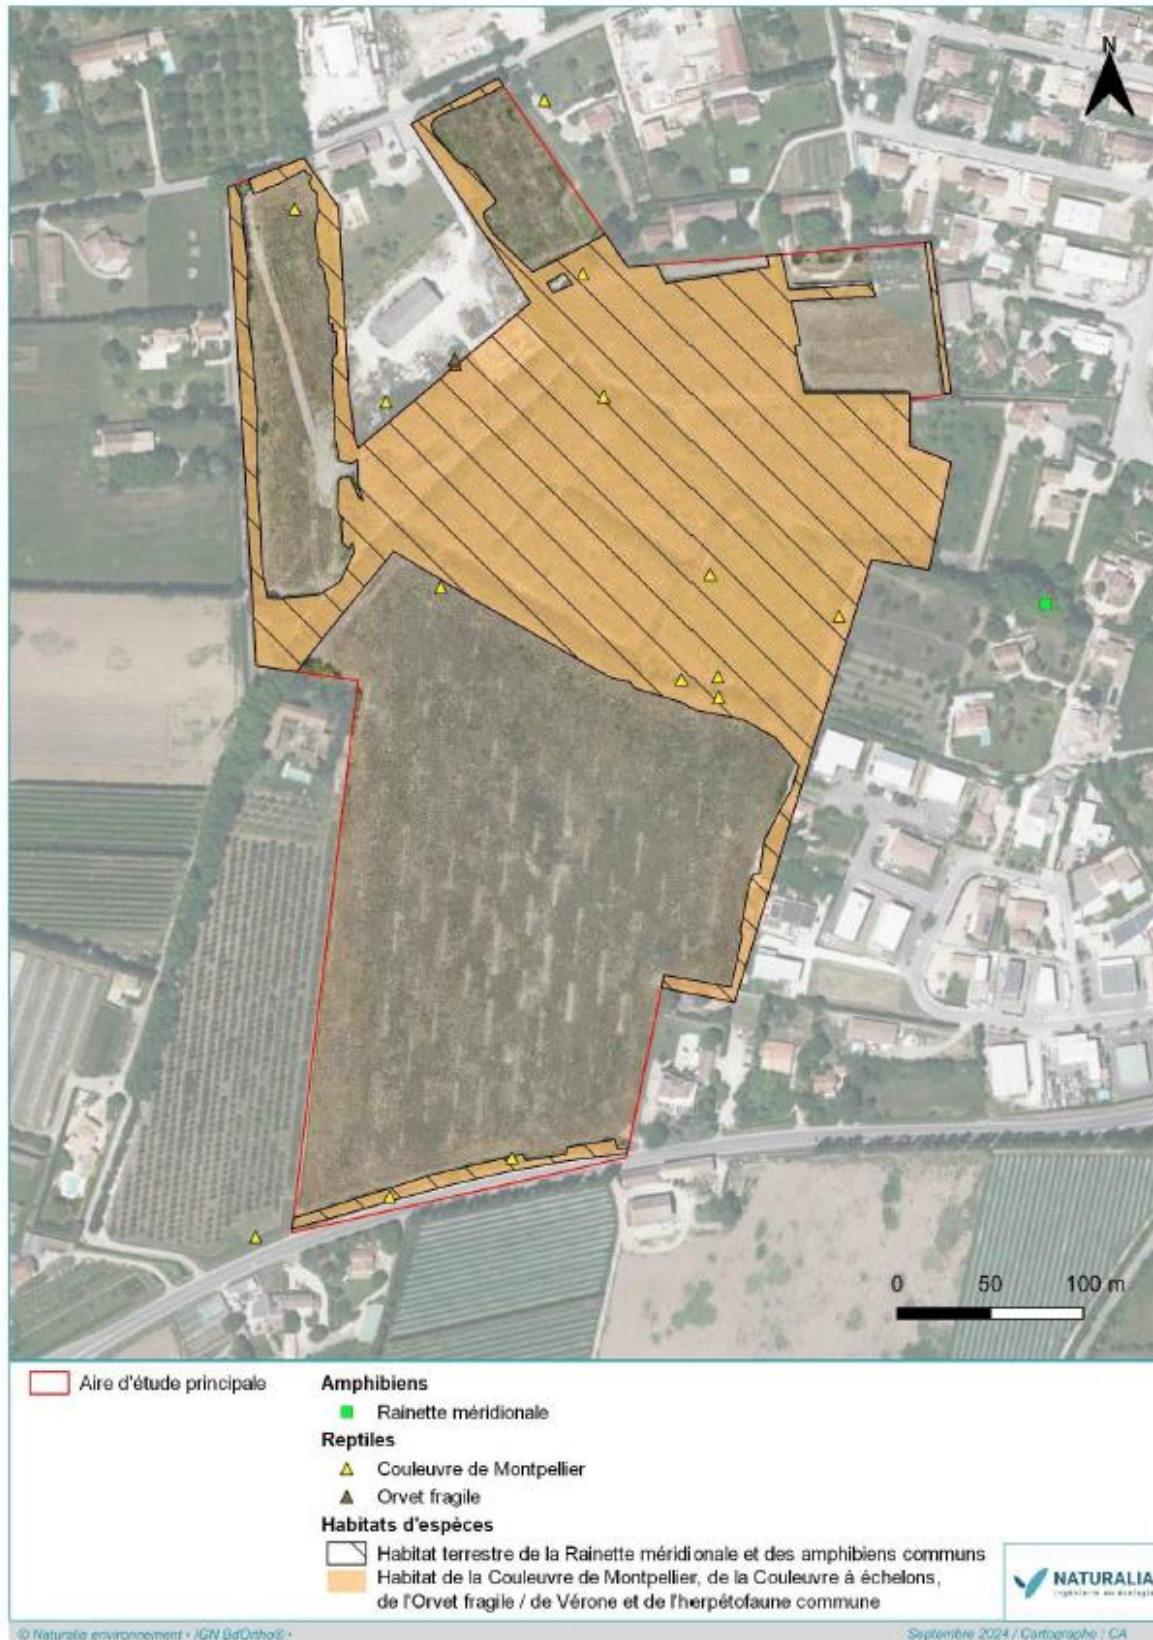 N
0 50 100 m
Aire d'étude principale
Amphibiens
Rainette méridionale
Reptiles
Couleuvre de Montpellier
Orvet fragile
Habitats d'espèces
Habitat terrestre de la Rainette méridionale et des amphibiens communs
Habitat de la Couleuvre de Montpellier, de la Couleuvre à échelons,
de l'Orvet fragile / de Vérone et de l'herpétofaune commune
NATURALIA
© Naturalia environnement • IGN BdOrtho® •
Septembre 2024 / Cartographe : CA